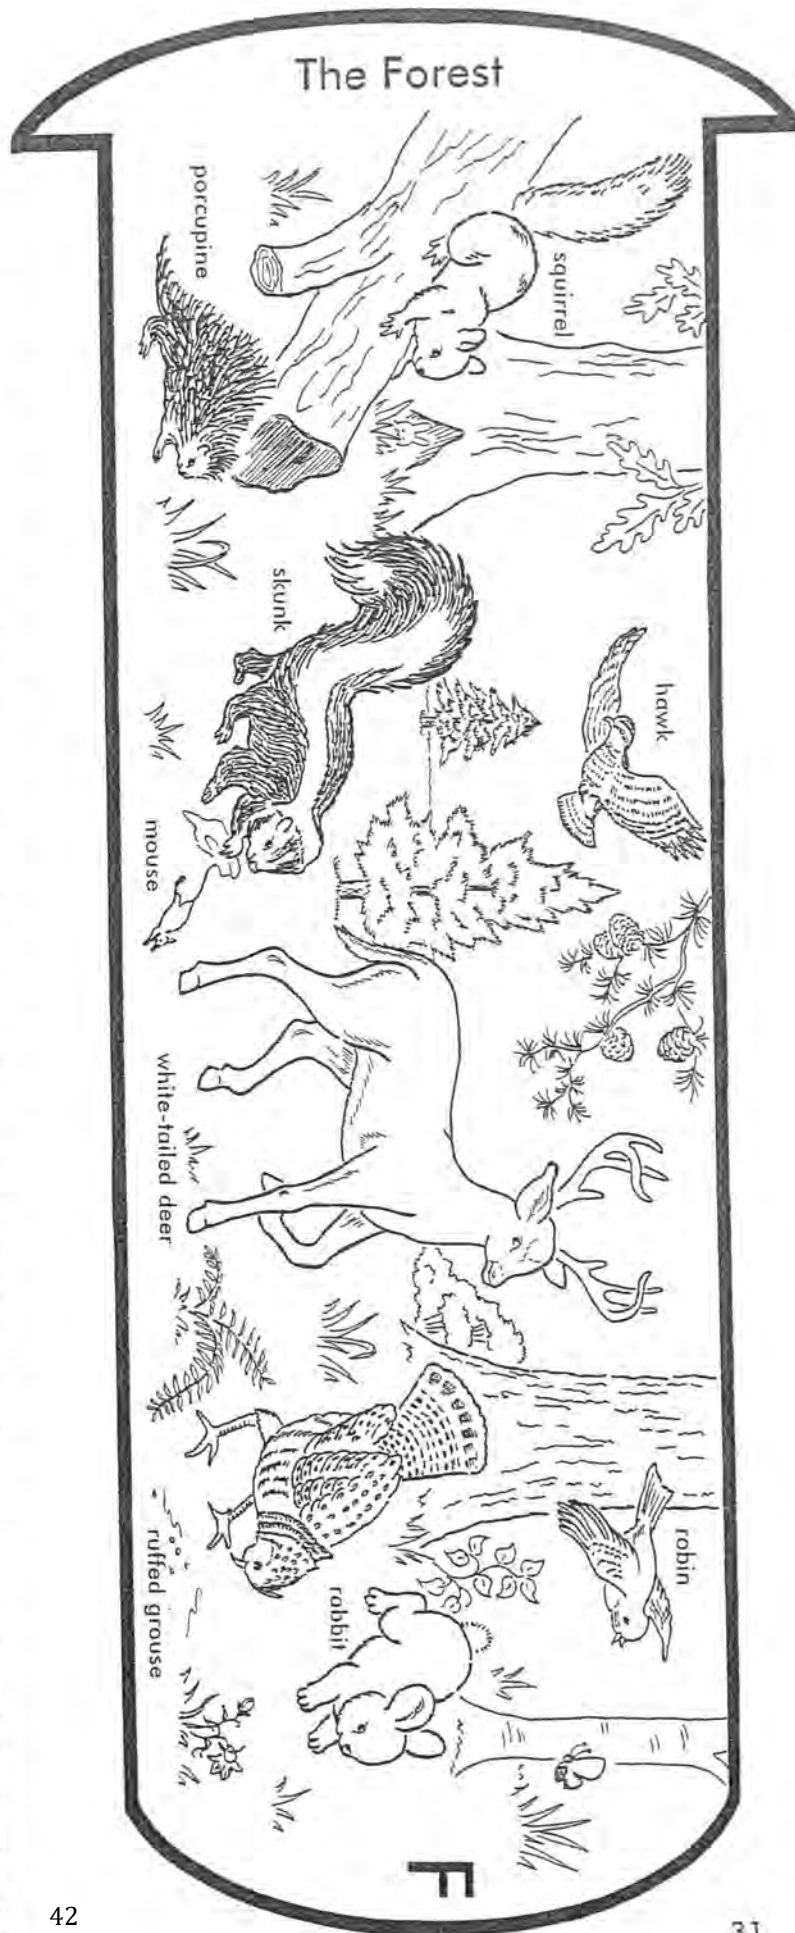 The Forest
porcupine
squirrel
skunk
hawk
mouse
white-tailed deer
robin
rabbit
ruffed grouse
F
42
31